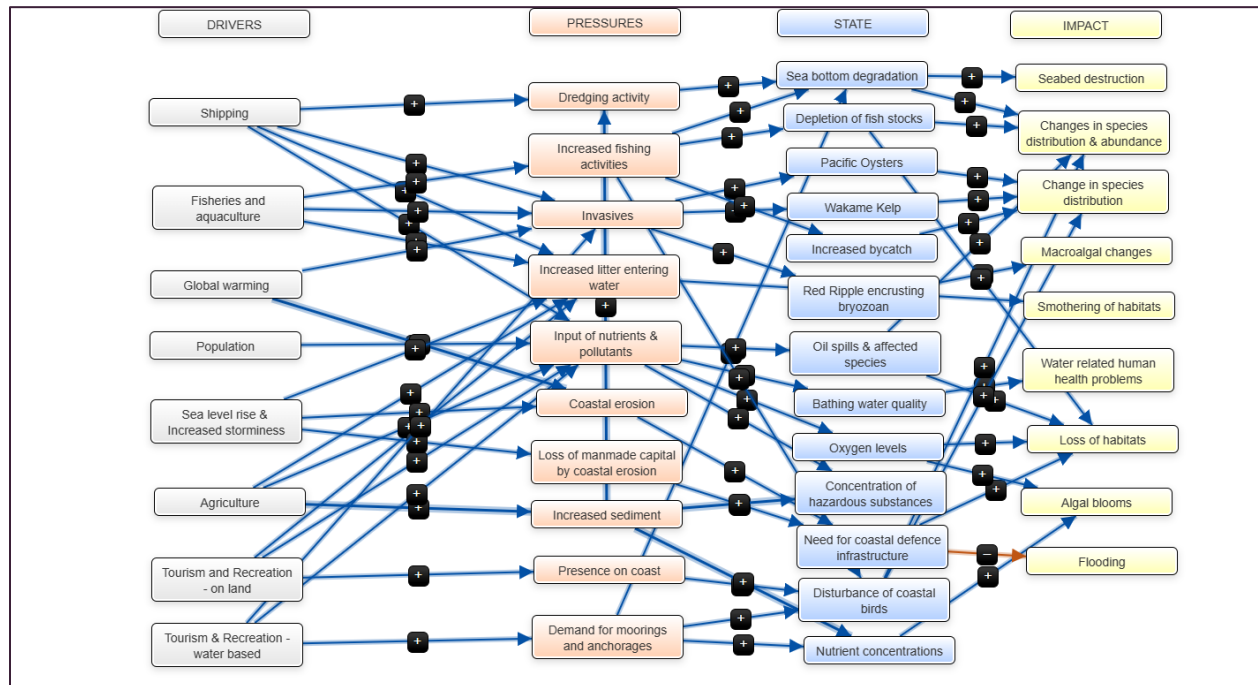 DRIVERS
PRESSURES
STATE
IMPACT
Shipping
Fisheries and
aquaculture
Global warming
Population
Sea level rise &
Increased storminess
Agriculture
Tourism and Recreation
- on land
Tourism & Recreation -
water based
Dredging activity
Increased fishing
activities
Invasives
Increased litter entering
water
Input of nutrients &
pollutants
Coastal erosion
Loss of manmade capital
by coastal erosion
Increased sediment
Presence on coast
Demand for moorings
and anchorages
Sea bottom degradation
Depletion of fish stocks
Pacific Oysters
Wakame Kelp
Increased bycatch
Red Ripple encrusting
bryozoan
Oil spills & affected
species
Bathing water quality
Oxygen levels
Concentration of
hazardous substances
Need for coastal defence
infrastructure
Disturbance of coastal
birds
Nutrient concentrations
Seabed destruction
Changes in species
distribution & abundance
Change in species
distribution
Macroalgal changes
Smothering of habitats
Water related human
health problems
Loss of habitats
Algal blooms
Flooding